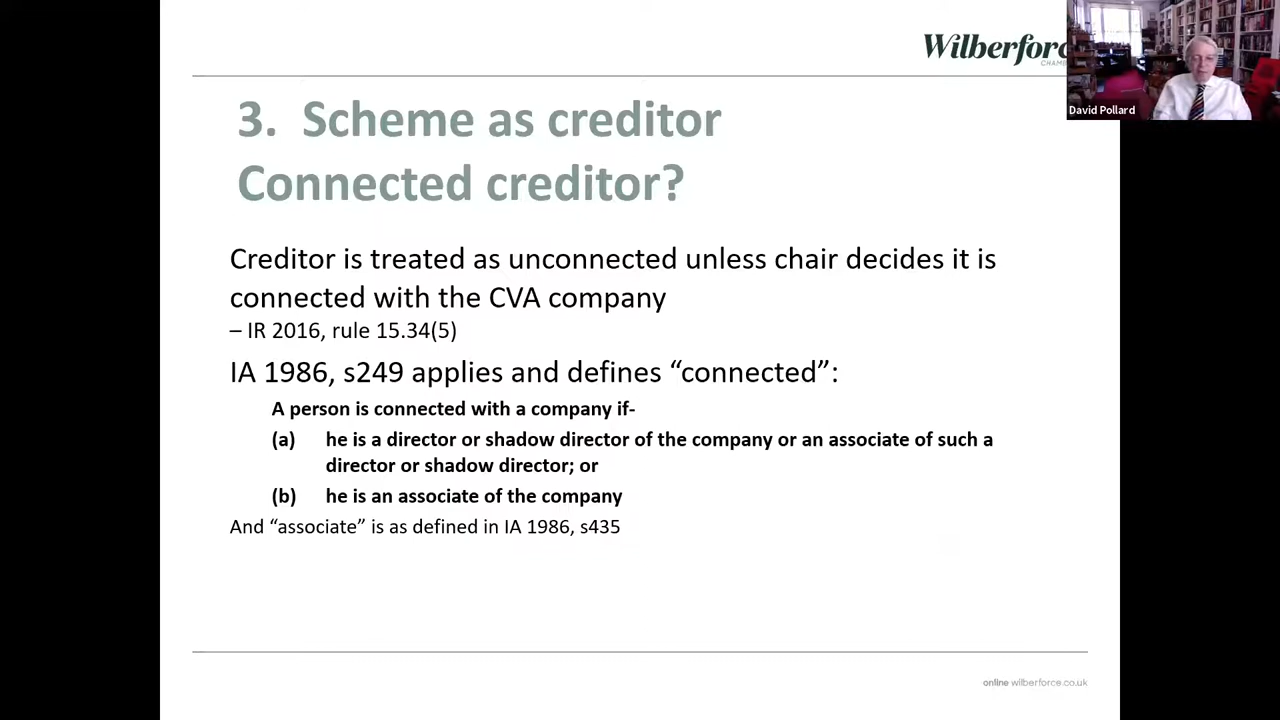 Wilberforc
David Pollard
3. Scheme as creditor
Connected creditor?
Creditor is treated as unconnected unless chair decides it is
connected with the CVA company
– IR 2016, rule 15.34(5)
IA 1986, s249 applies and defines “connected”:
A person is connected with a company if-
(a) he is a director or shadow director of the company or an associate of such a
director or shadow director; or
(b) he is an associate of the company
And “associate” is as defined in IA 1986, s435
online.wilberforce.co.uk